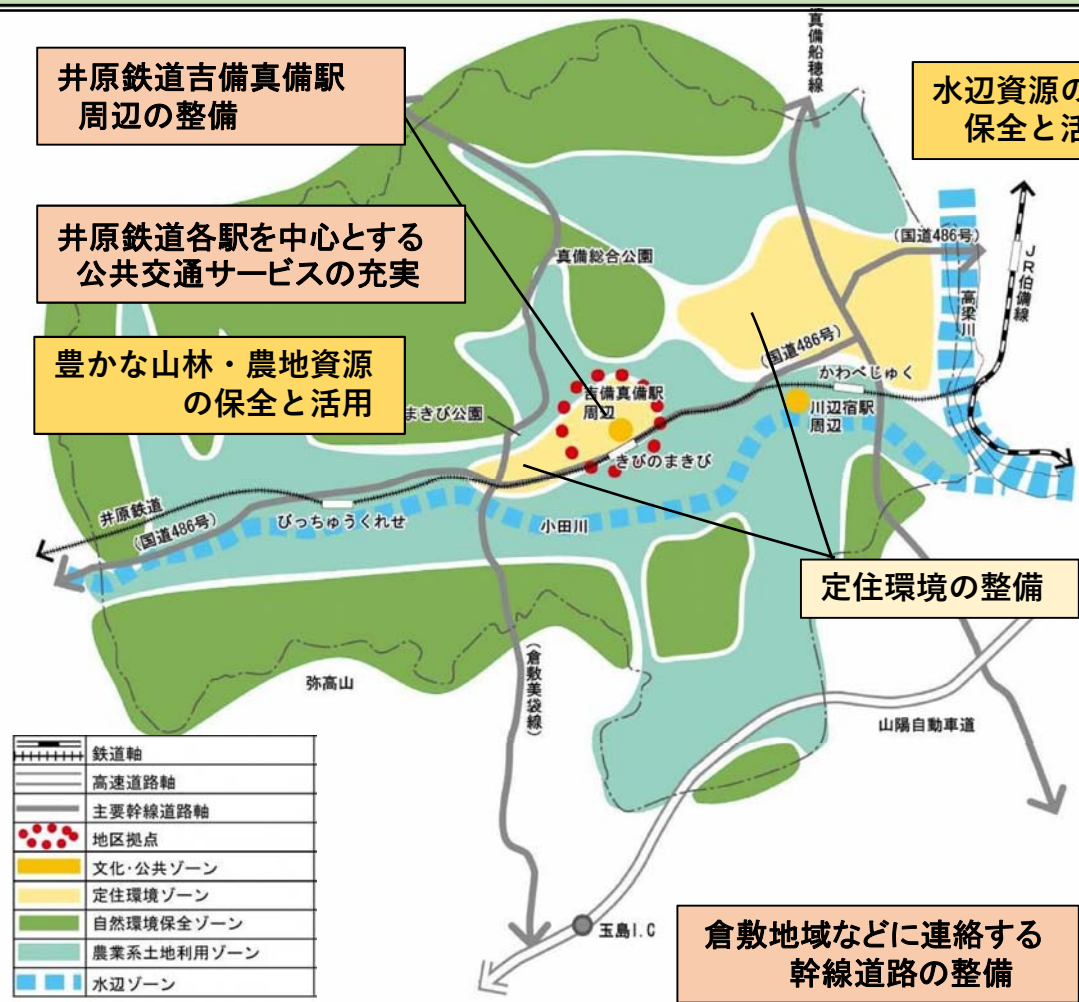 真備船穂線
井原鉄道吉備真備駅
周辺の整備
水辺資源の
保全と活
井原鉄道各駅を中心とする
公共交通サービスの充実
(国道486号)
JR伯備線
真備総合公園
高梁川
豊かな山林・農地資源
の保全と活用
(国道486号)
かわべじゅく
吉備真備駅
周辺
川辺宿駅
周辺
まきび公園
きびのまきび
井原鉄道
(国道486号)
びっちゅうくれせ
小田川
定住環境の整備
(倉敷美袋線)
弥高山
山陽自動車道
鉄道軸
高速道路軸
主要幹線道路軸
地区拠点
文化・公共ゾーン
定住環境ゾーン
自然環境保全ゾーン
農業系土地利用ゾーン
水辺ゾーン
玉島I.C
倉敷地域などに連絡する
幹線道路の整備